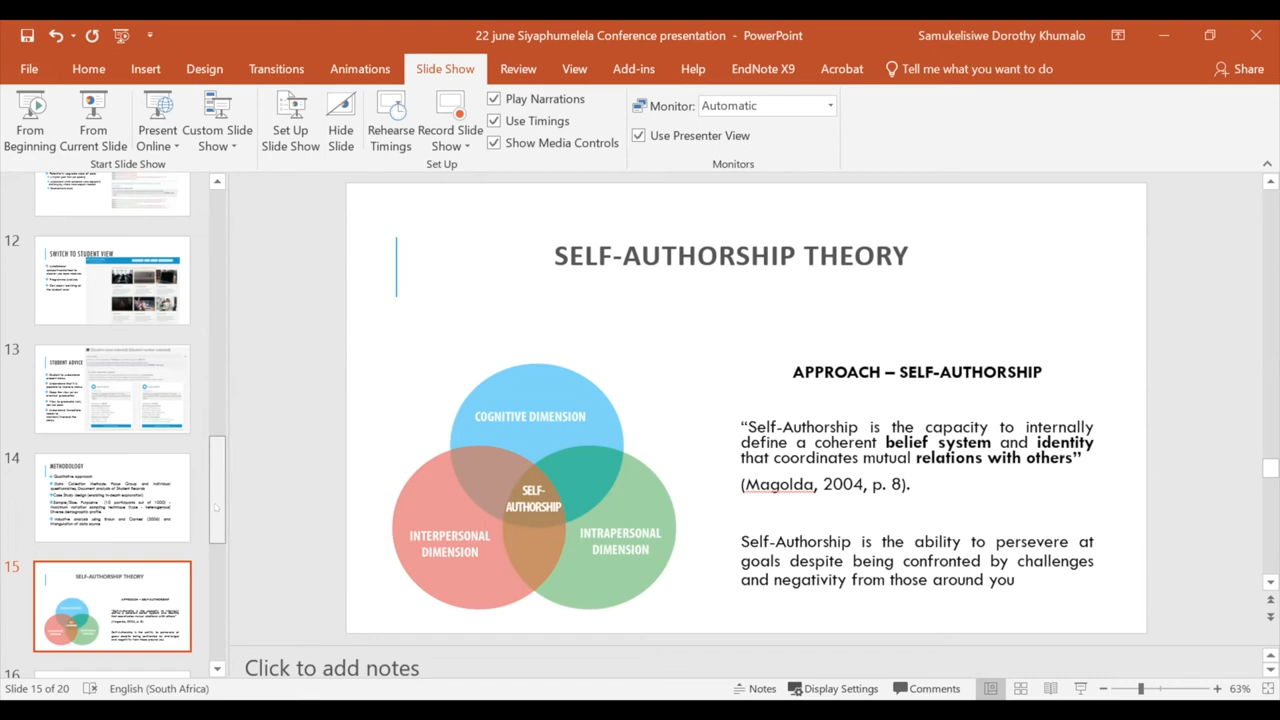 22 june Siyaphumelela Conference presentation - PowerPoint
Samukelisiwe Dorothy Khumalo
File Home Insert Design Transitions Animations Slide Show Review View Add-ins Help EndNote X9 Acrobat Tell me what you want to do Share
From Beginning
From Current Slide
Present Online
Custom Slide Show
Start Slide Show
Set Up Slide Show
Hide Slide
Rehearse Timings
Record Slide Show
Play Narrations
Use Timings
Show Media Controls
Set Up
Monitor: Automatic
Use Presenter View
Monitors
12
SWITCH TO STUDENT VIEW
13
STUDENT ADVICE
14
METHODOLOGY
Qualitative approach
15
SELF-AUTHORSHIP THEORY
APPROACH – SELF-AUTHORSHIP
16
SELF-AUTHORSHIP THEORY
COGNITIVE DIMENSION
SELF-
AUTHORSHIP
INTERPERSONAL
DIMENSION
INTRAPERSONAL
DIMENSION
APPROACH – SELF-AUTHORSHIP
“Self-Authorship is the capacity to internally
define a coherent belief system and identity
that coordinates mutual relations with others”
(Magolda, 2004, p. 8).
Self-Authorship is the ability to persevere at
goals despite being confronted by challenges
and negativity from those around you
Click to add notes
Slide 15 of 20 English (South Africa) Notes Display Settings Comments 63%